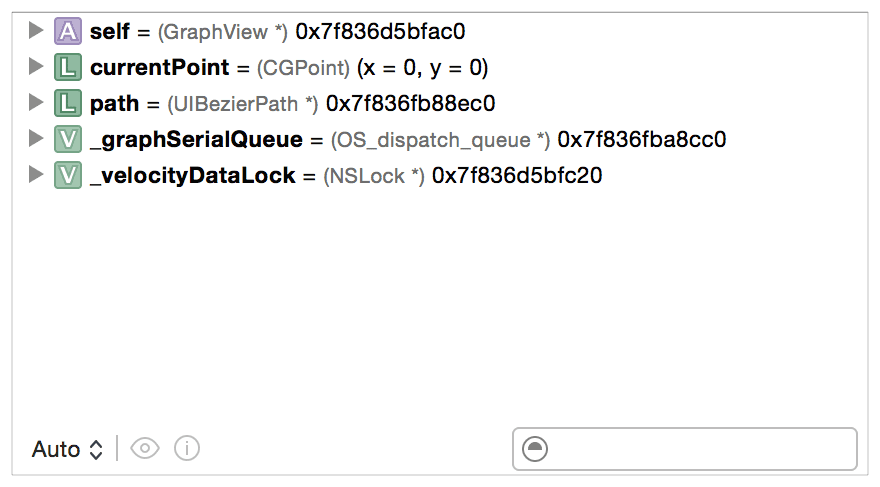 A self = (GraphView *) 0x7f836d5bfac0
L currentPoint = (CGPoint) (x = 0, y = 0)
L path = (UIBezierPath *) 0x7f836fb88ec0
V _graphSerialQueue = (OS_dispatch_queue *) 0x7f836fba8cc0
V _velocityDataLock = (NSLock *) 0x7f836d5bfc20
Auto